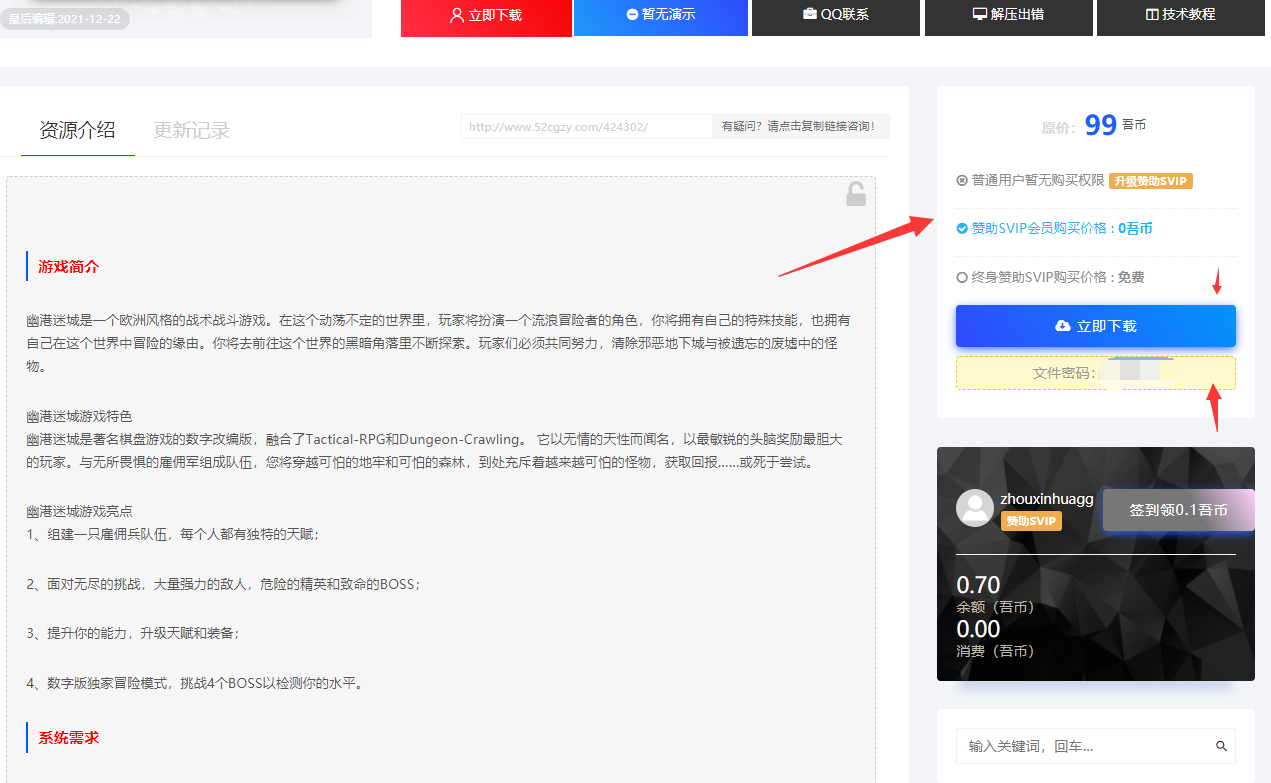 最后编辑:2021-12-22
立即下载
暂无演示
QQ联系
解压出错
技术教程
资源介绍
更新记录
http://www.52cgzy.com/424302/
有疑问？请点击复制链接咨询！
游戏简介
幽港迷城是一个欧洲风格的战术战斗游戏。在这个动荡不定的世界里，玩家将扮演一个流浪冒险者的角色，你将拥有自己的特殊技能，也拥有
自己在这个世界中冒险的缘由。你将去前往这个世界的黑暗角落里不断探索。玩家们必须共同努力，清除邪恶地下城与被遗忘的废墟中的怪
物。
幽港迷城游戏特色
幽港迷城是著名棋盘游戏的数字改编版，融合了Tactical-RPG和Dungeon-Crawling。 它以无情的天性而闻名，以最敏锐的头脑奖励最胆大
的玩家。与无所畏惧的雇佣军组成队伍，您将穿越可怕的地牢和可怕的森林，到处充斥着越来越可怕的怪物，获取回报……或死于尝试。
幽港迷城游戏亮点
1、组建一只雇佣兵队伍，每个人都有独特的天赋；
2、面对无尽的挑战，大量强力的敌人，危险的精英和致命的BOSS；
3、提升你的能力，升级天赋和装备；
4、数字版独家冒险模式，挑战4个BOSS以检测你的水平。
系统需求
原价： 99 吾币
普通用户暂无购买权限 升级赞助SVIP
赞助SVIP会员购买价格 : 0吾币
终身赞助SVIP购买价格 : 免费
立即下载
文件密码：
zhouxinhuagg
赞助SVIP
签到领0.1吾币
0.70
余额（吾币）
0.00
消费（吾币）
输入关键词，回车...